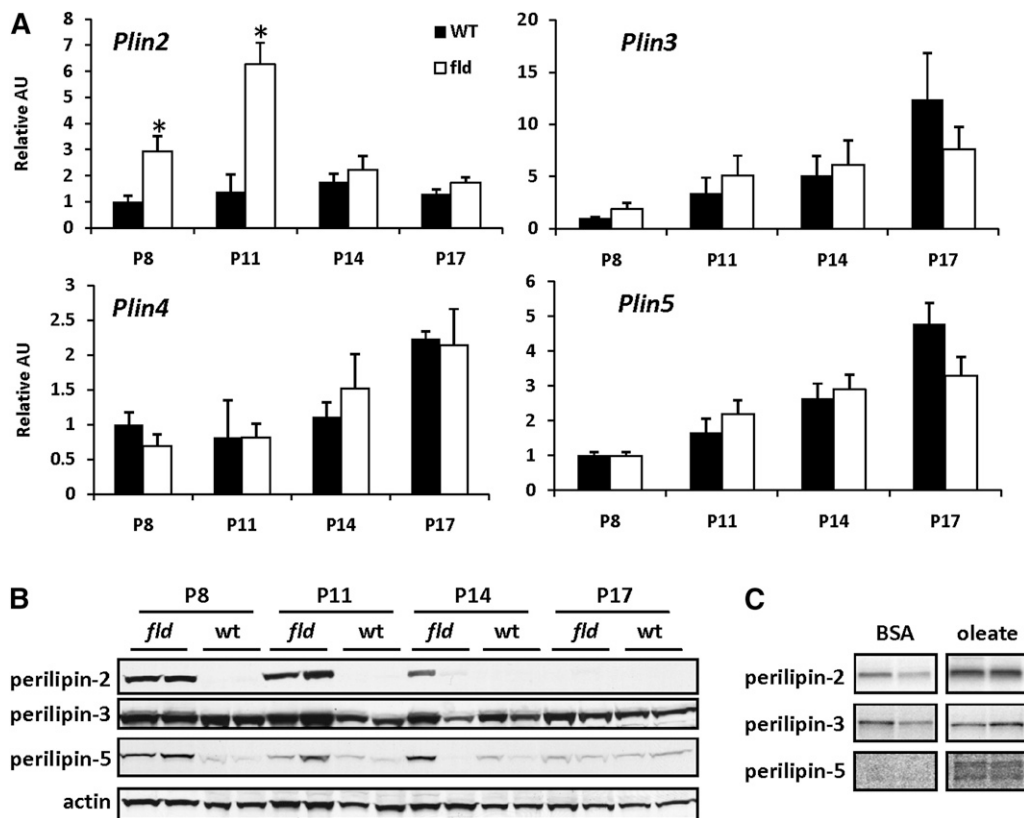 A
Plin2
WT
fld
Relative AU
8
7
6
5
4
3
2
1
0
*
*
P8 P11 P14 P17
Plin3
20
15
10
5
0
P8 P11 P14 P17
Plin4
Relative AU
2.5
2
1.5
1
0.5
0
P8 P11 P14 P17
Plin5
6
5
4
3
2
1
0
P8 P11 P14 P17
B
P8 P11 P14 P17
fld wt fld wt fld wt fld wt
perilipin-2
perilipin-3
perilipin-5
actin
C
BSA oleate
perilipin-2
perilipin-3
perilipin-5